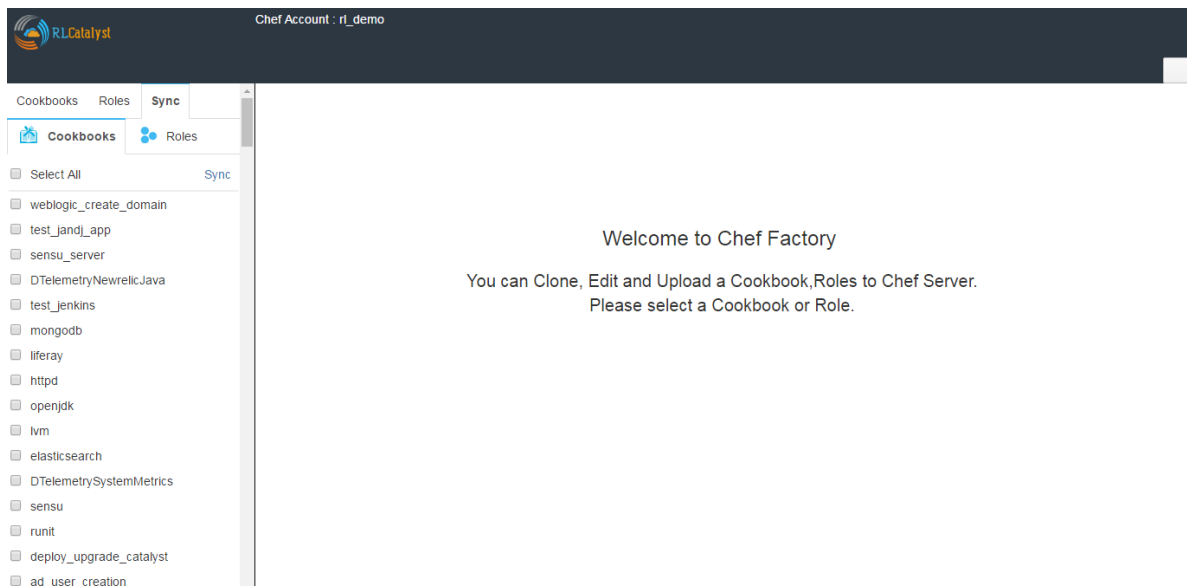 RLCatalyst
Chef Account : rl_demo
Cookbooks Roles Sync
Cookbooks Roles
Select All Sync
weblogic_create_domain
test_jandj_app
sensu_server
DTelemetryNewrelicJava
test_jenkins
mongodb
liferay
httpd
openjdk
lvm
elasticsearch
DTelemetrySystemMetrics
sensu
runit
deploy_upgrade_catalyst
ad_user_creation
Welcome to Chef Factory
You can Clone, Edit and Upload a Cookbook,Roles to Chef Server.
Please select a Cookbook or Role.